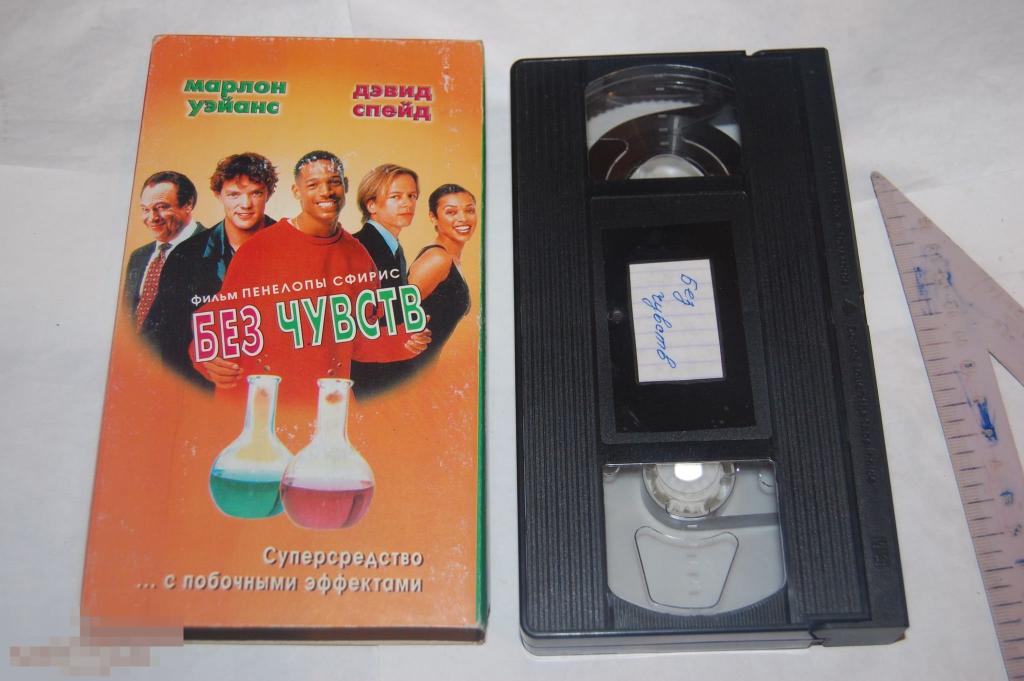 марлон
уэйанс
дэвид
спейд
фильм ПЕНЕЛОПЫ СФИРИС
БЕЗ ЧУВСТВ
Суперсредство
... с побочными эффектами
Без
чувств